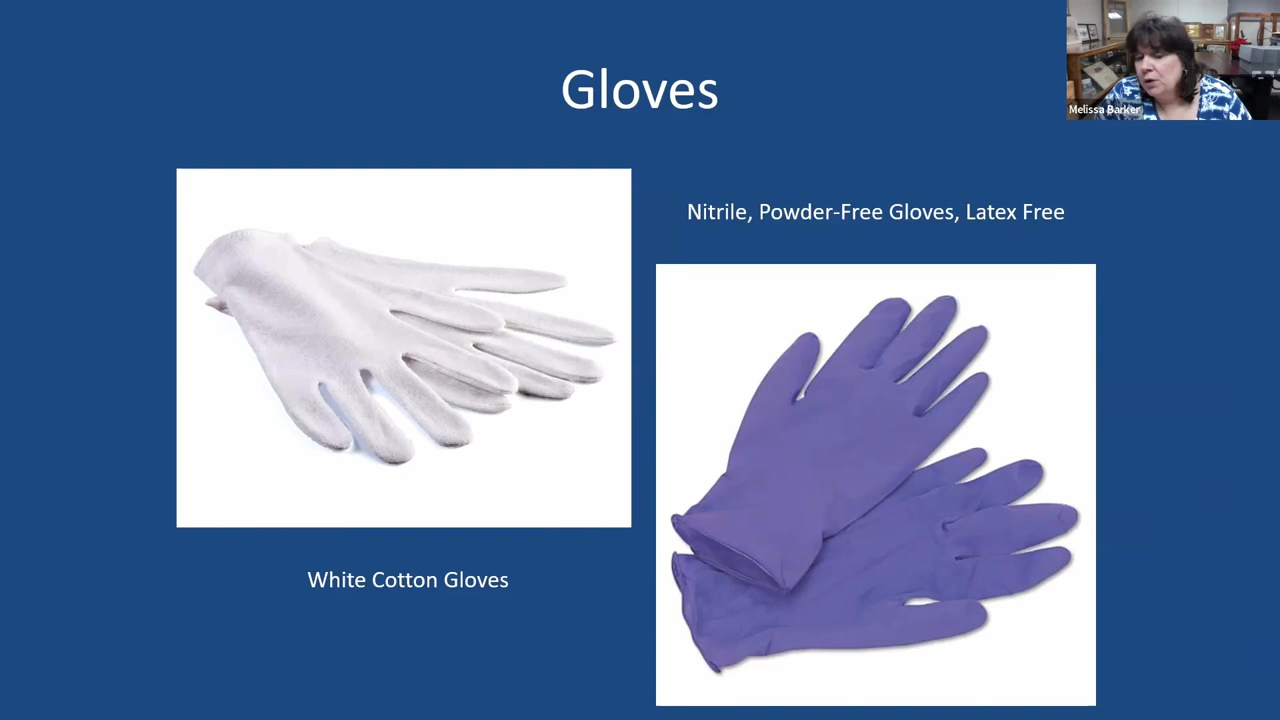 Gloves
Melissa Barker
Nitrile, Powder-Free Gloves, Latex Free
White Cotton Gloves